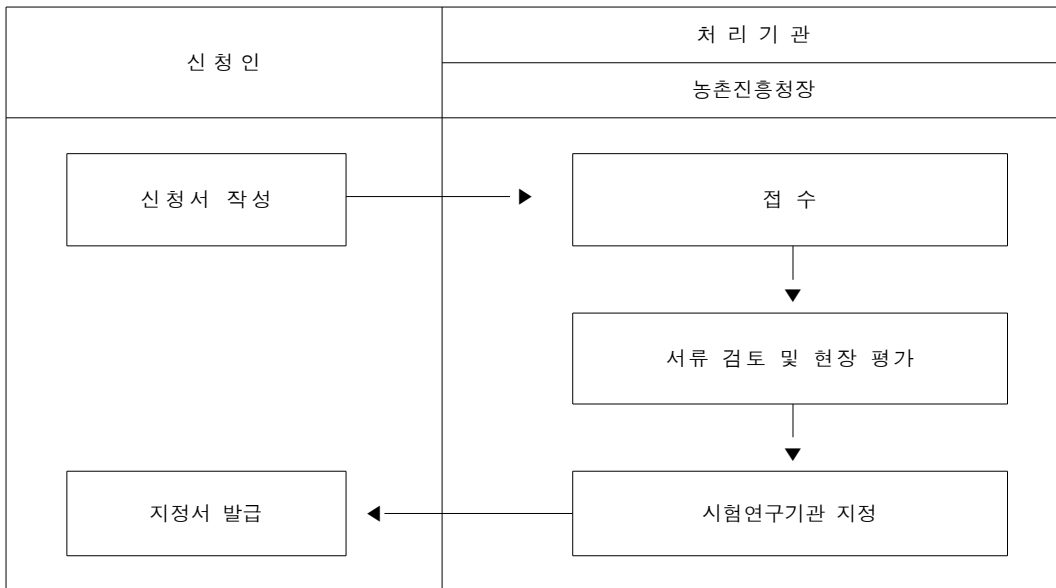 신청인
처리기관
농촌진흥청장
신청서 작성
접수
서류 검토 및 현장 평가
지정서 발급
시험연구기관 지정